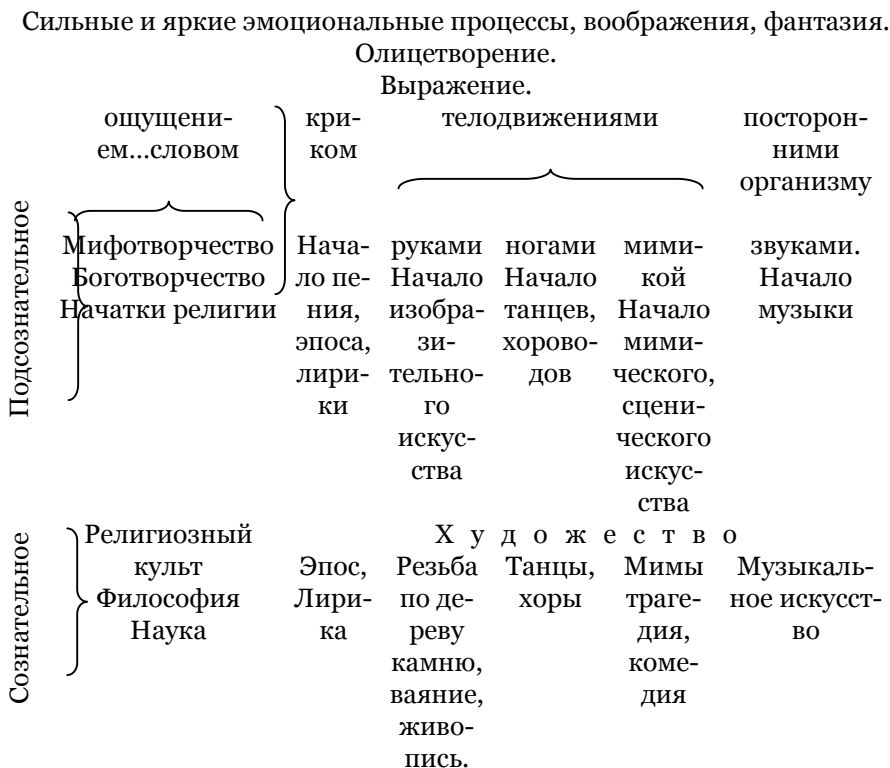 Сильные и яркие эмоциональные процессы, воображения, фантазия.
Олицетворение.
Выражение.
ощущени- кри- телодвижениями посторон-
ем...словом ком ними
организму
Подсознательное
Мифотворчество Нача- руками ногами мими- звуками.
Боготворчество ло пе- Начало Начало кой Начало
Начатки религии ния, изобра- танцев, Начало музыки
эпоса, зи- хорово- мими-
лири- тельно- дов ческого,
ки го сцени-
искус- ческого
ства искус-
ства
Сознательное
Религиозный Х у д о ж е с т в о
культ Эпос, Резьба Танцы, Мимы Музыкаль-
Философия Лири- по де- хоры траге- ное искусст-
Наука ка реву дия, во
камню, коме-
ваяние, дия
живо-
пись.